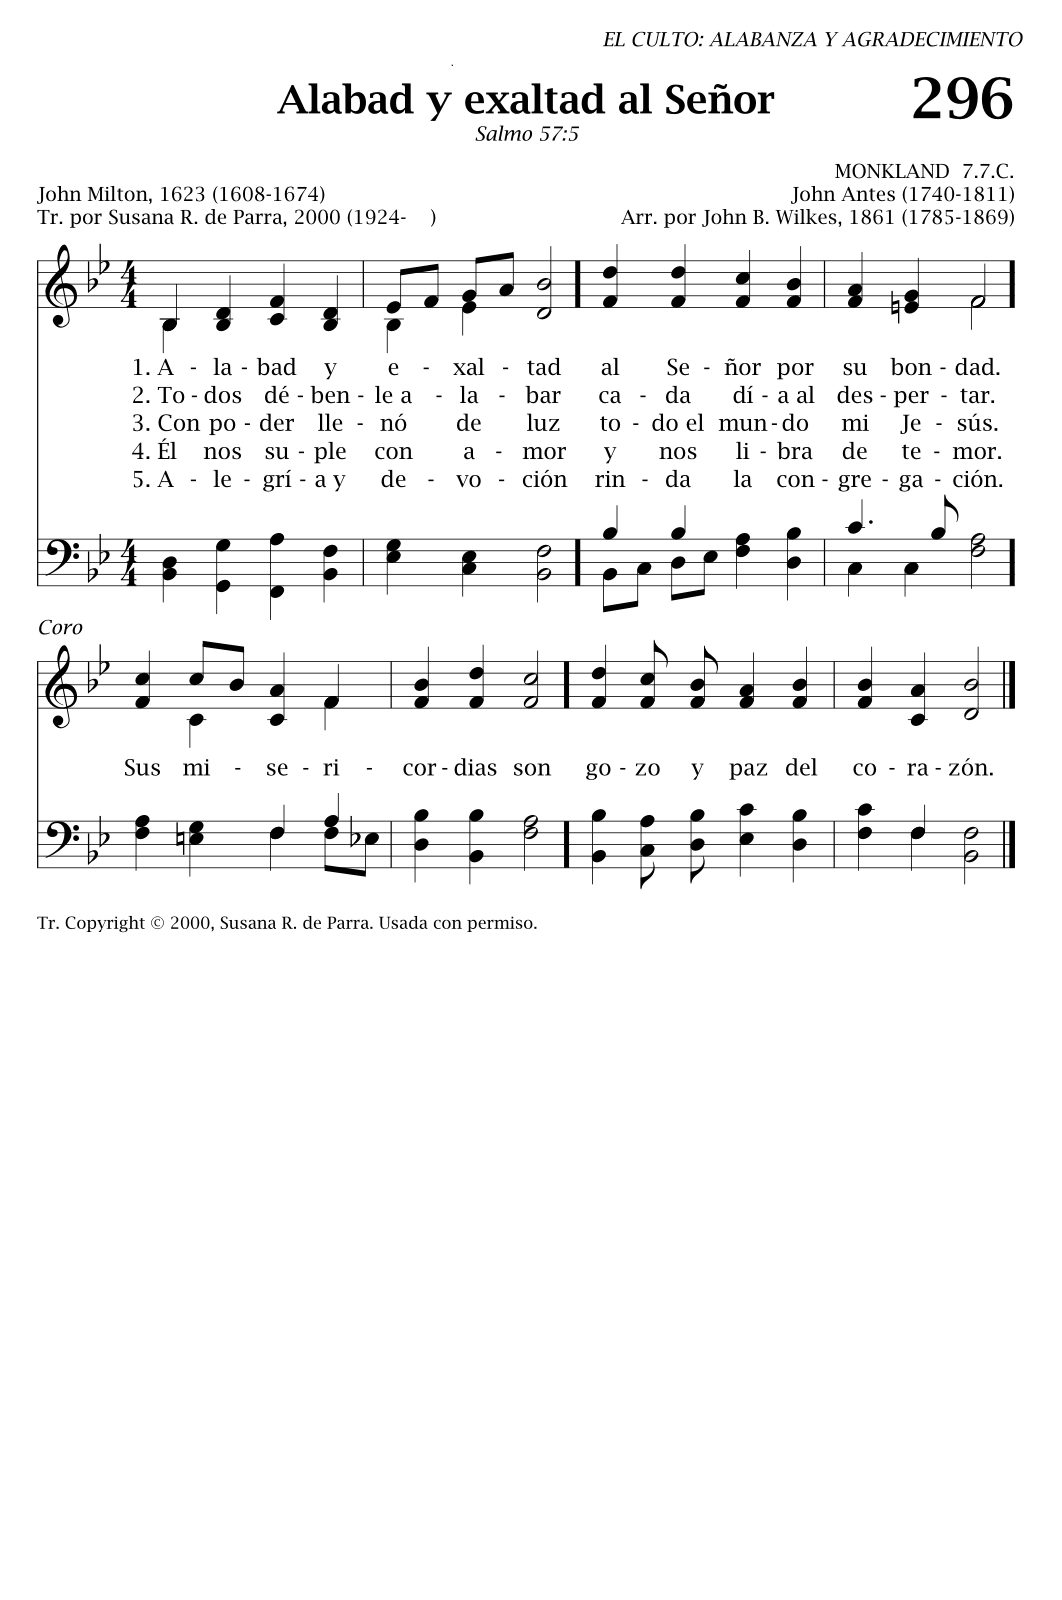 EL CULTO: ALABANZA Y AGRADECIMIENTO
Alabad y exaltad al Señor 296
Salmo 57:5
MONKLAND 7.7.C.
John Milton, 1623 (1608-1674) John Antes (1740-1811)
Tr. por Susana R. de Parra, 2000 (1924- ) Arr. por John B. Wilkes, 1861 (1785-1869)
1. A - la - bad y e - xal - tad al Se - ñor por su bon - dad.
2. To - dos dé - ben - le a - la - bar ca - da dí - a al des - per - tar.
3. Con po - der lle - nó de luz to - do el mun - do mi Je - sús.
4. Él nos su - ple con a - mor y nos li - bra de te - mor.
5. A - le - grí - a y de - vo - ción rin - da la con - gre - ga - ción.
Coro
Sus mi - se - ri - cor - dias son go - zo y paz del co - ra - zón.
Tr. Copyright © 2000, Susana R. de Parra. Usada con permiso.